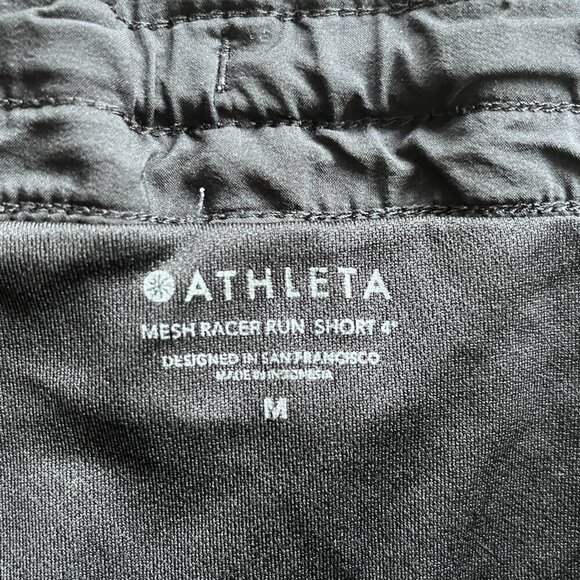 ATHLETA
MESH RACER RUN SHORT 4"
DESIGNED IN SAN FRANCISCO
MADE IN INDONESIA
M